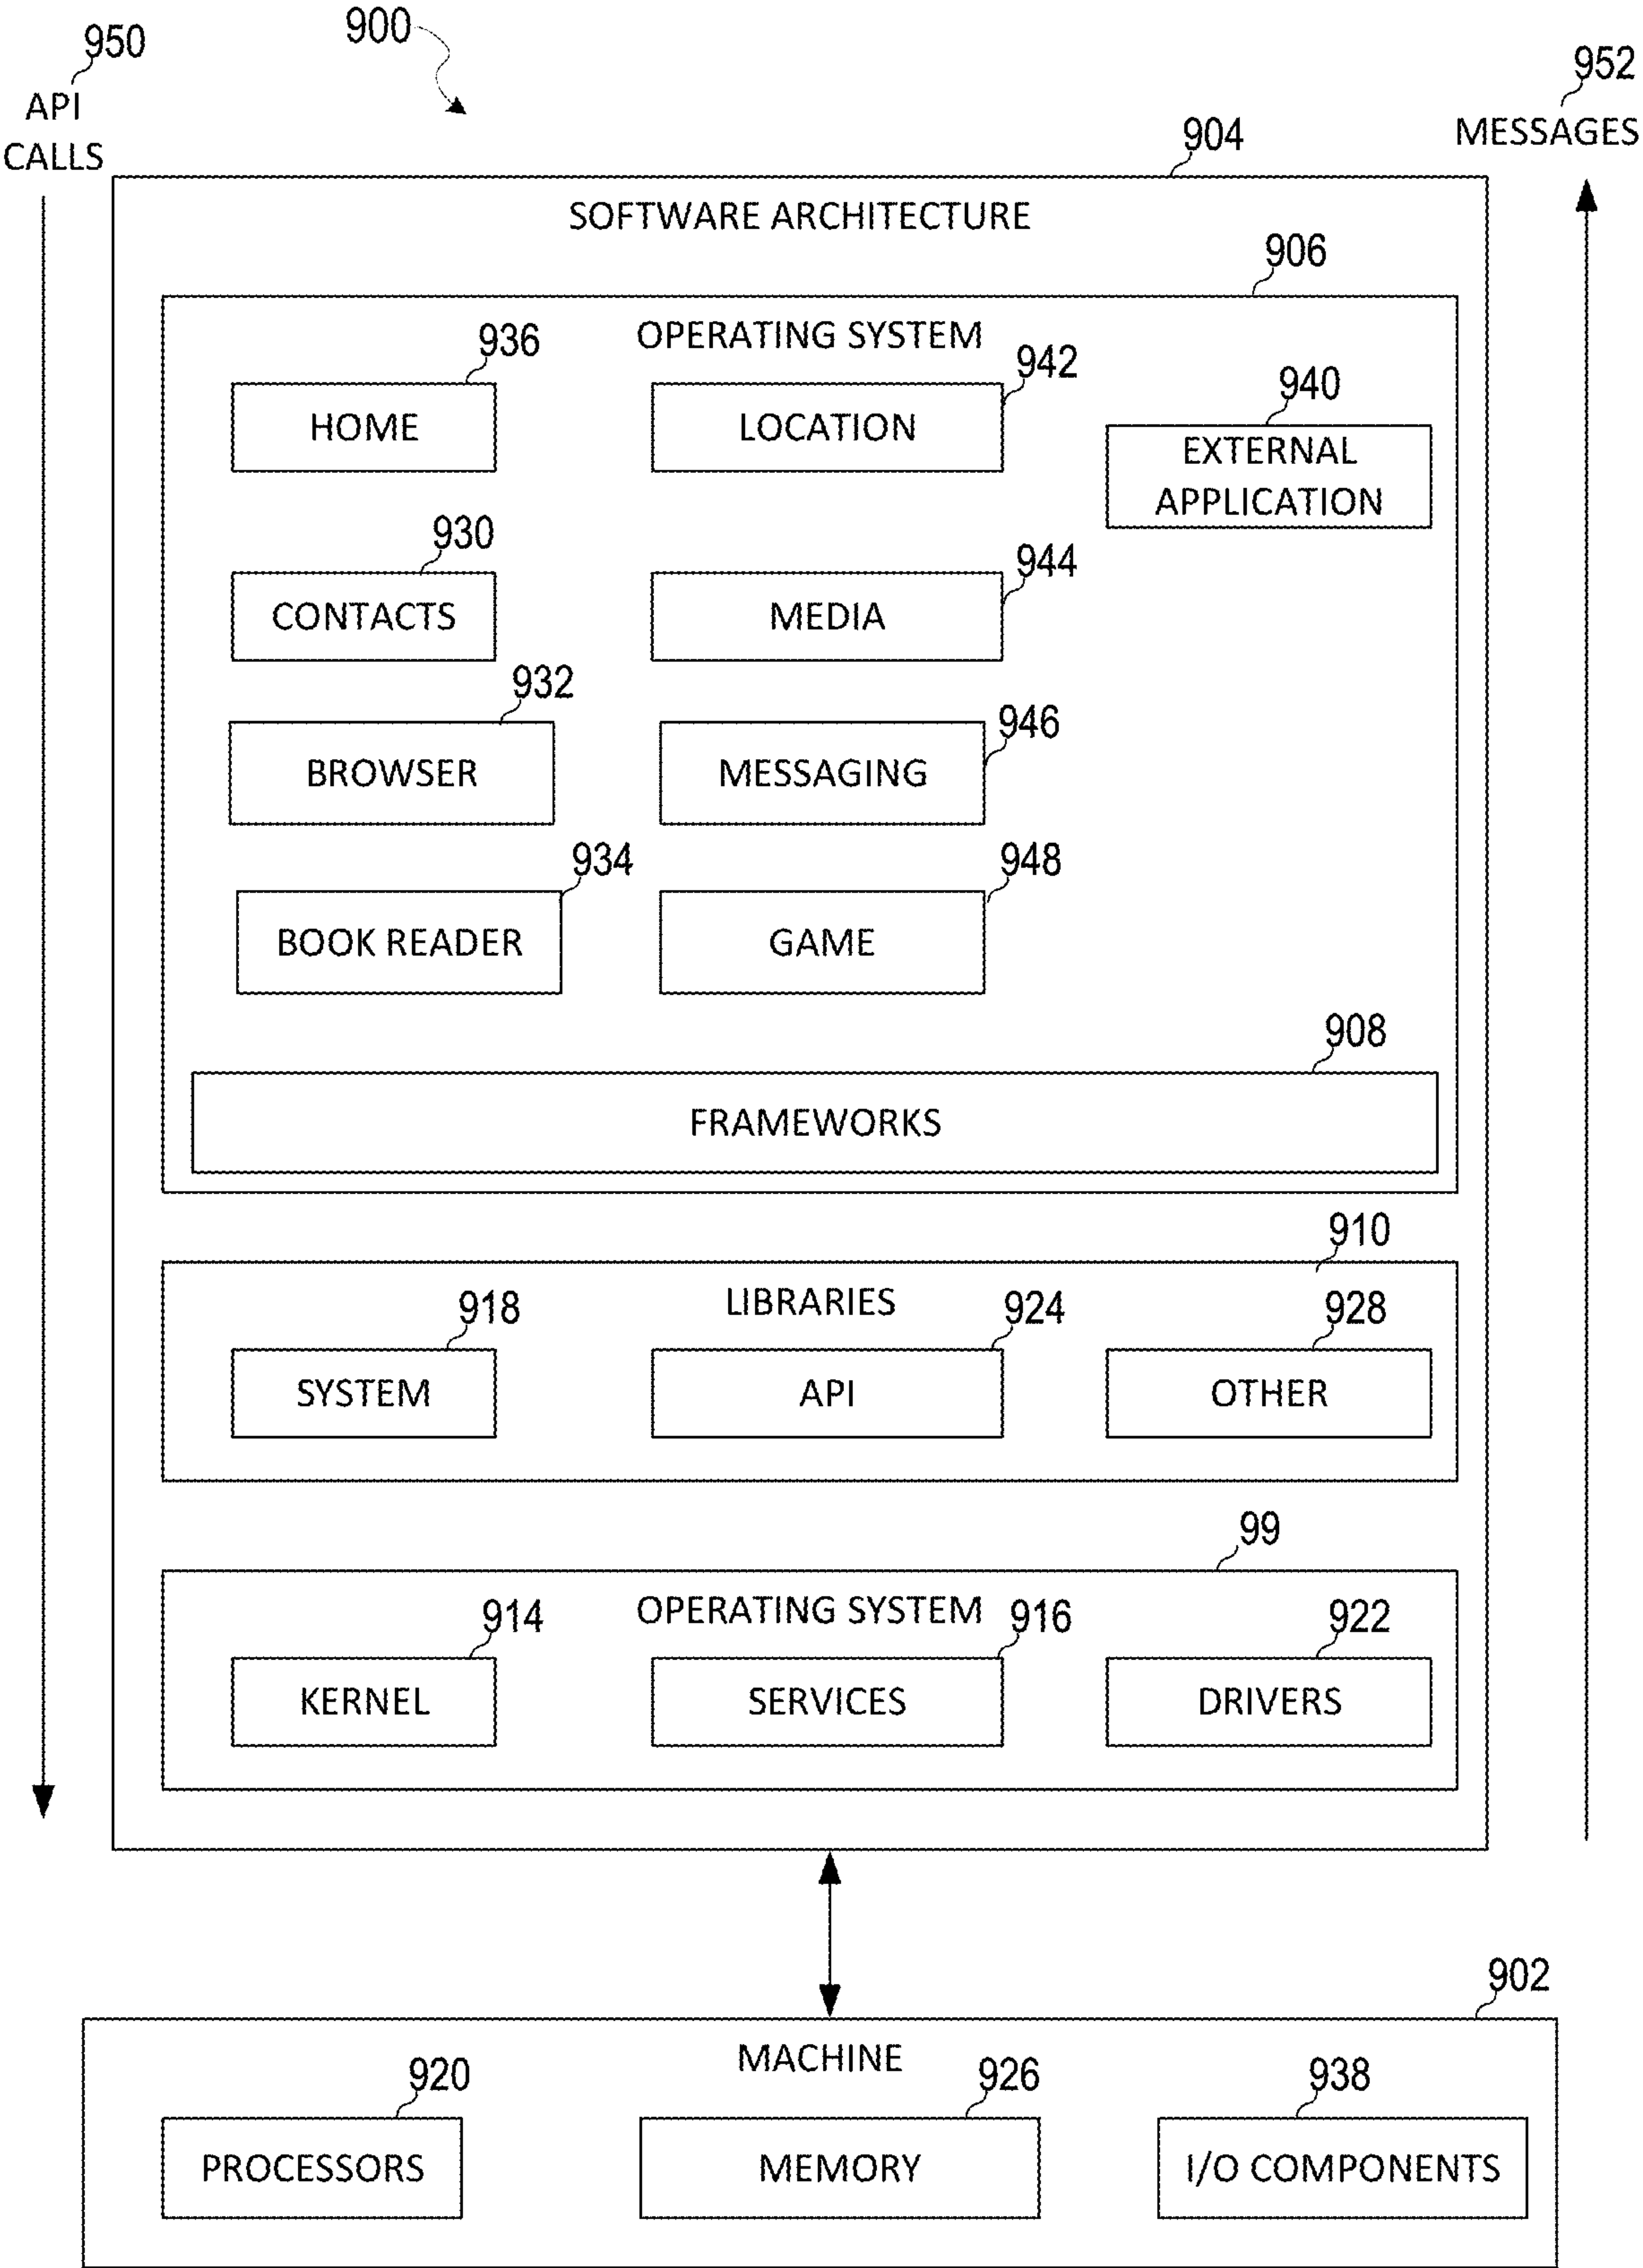 950
900
952
API
CALLS
MESSAGES
904
SOFTWARE ARCHITECTURE
906
OPERATING SYSTEM
936
942
940
HOME
LOCATION
EXTERNAL
APPLICATION
930
944
CONTACTS
MEDIA
932
946
BROWSER
MESSAGING
934
948
BOOK READER
GAME
908
FRAMEWORKS
910
LIBRARIES
918
924
928
SYSTEM
API
OTHER
99
OPERATING SYSTEM
914
916
922
KERNEL
SERVICES
DRIVERS
902
MACHINE
920
926
938
PROCESSORS
MEMORY
I/O COMPONENTS